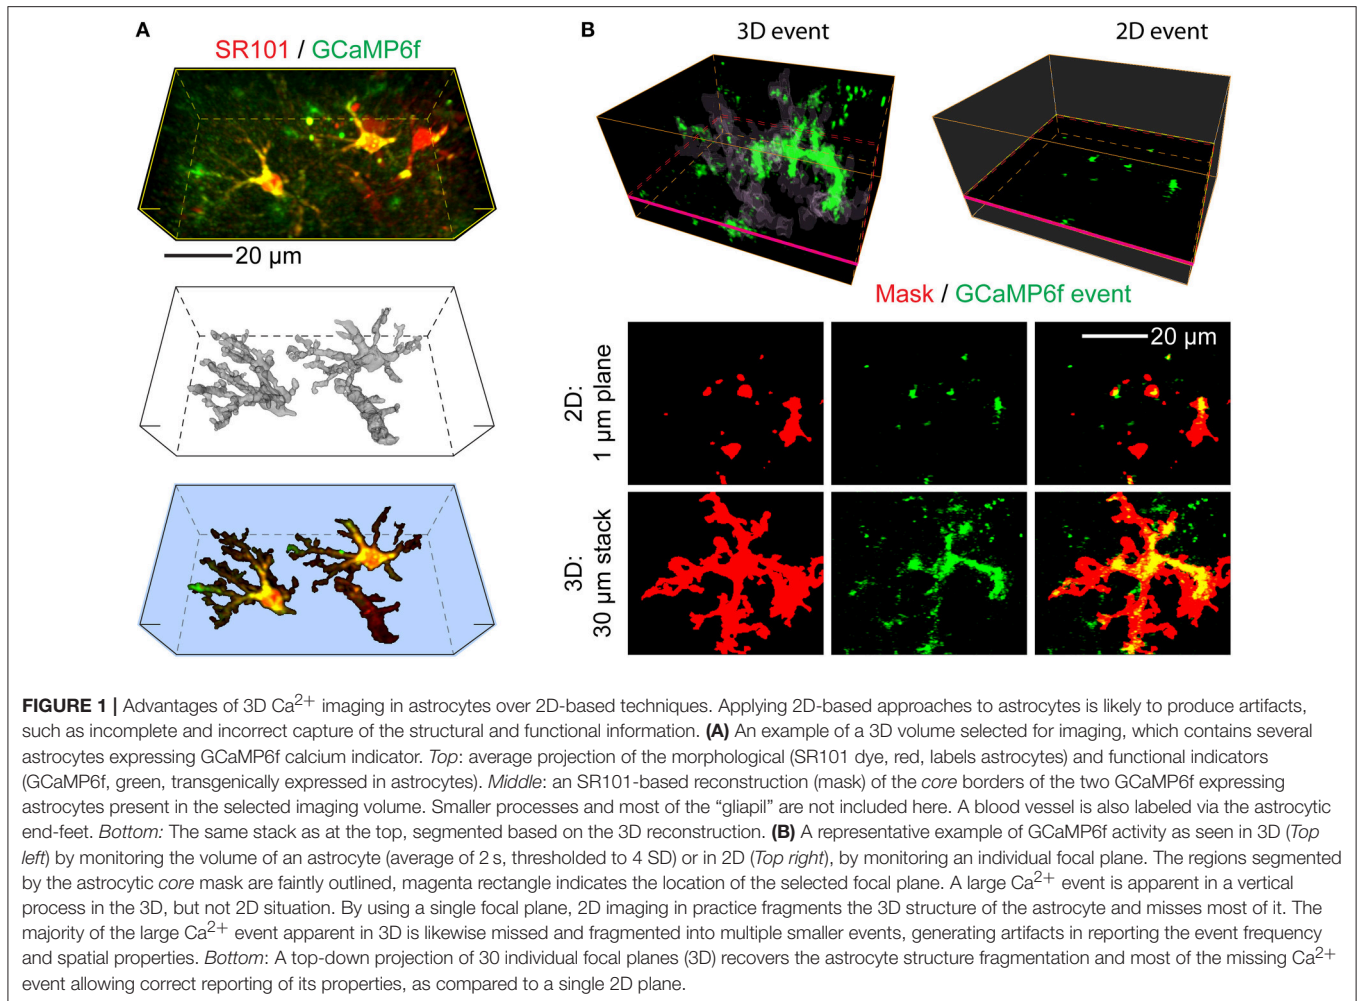 A
SR101 / GCaMP6f
20 µm
B
3D event
2D event
Mask / GCaMP6f event
2D:
1 µm plane
20 µm
3D:
30 µm stack
FIGURE 1 | Advantages of 3D Ca2+ imaging in astrocytes over 2D-based techniques. Applying 2D-based approaches to astrocytes is likely to produce artifacts,
such as incomplete and incorrect capture of the structural and functional information. (A) An example of a 3D volume selected for imaging, which contains several
astrocytes expressing GCaMP6f calcium indicator. Top: average projection of the morphological (SR101 dye, red, labels astrocytes) and functional indicators
(GCaMP6f, green, transgenically expressed in astrocytes). Middle: an SR101-based reconstruction (mask) of the core borders of the two GCaMP6f expressing
astrocytes present in the selected imaging volume. Smaller processes and most of the “gliapil” are not included here. A blood vessel is also labeled via the astrocytic
end-feet. Bottom: The same stack as at the top, segmented based on the 3D reconstruction. (B) A representative example of GCaMP6f activity as seen in 3D (Top
left) by monitoring the volume of an astrocyte (average of 2 s, thresholded to 4 SD) or in 2D (Top right), by monitoring an individual focal plane. The regions segmented
by the astrocytic core mask are faintly outlined, magenta rectangle indicates the location of the selected focal plane. A large Ca2+ event is apparent in a vertical
process in the 3D, but not 2D situation. By using a single focal plane, 2D imaging in practice fragments the 3D structure of the astrocyte and misses most of it. The
majority of the large Ca2+ event apparent in 3D is likewise missed and fragmented into multiple smaller events, generating artifacts in reporting the event frequency
and spatial properties. Bottom: A top-down projection of 30 individual focal planes (3D) recovers the astrocyte structure fragmentation and most of the missing Ca2+
event allowing correct reporting of its properties, as compared to a single 2D plane.